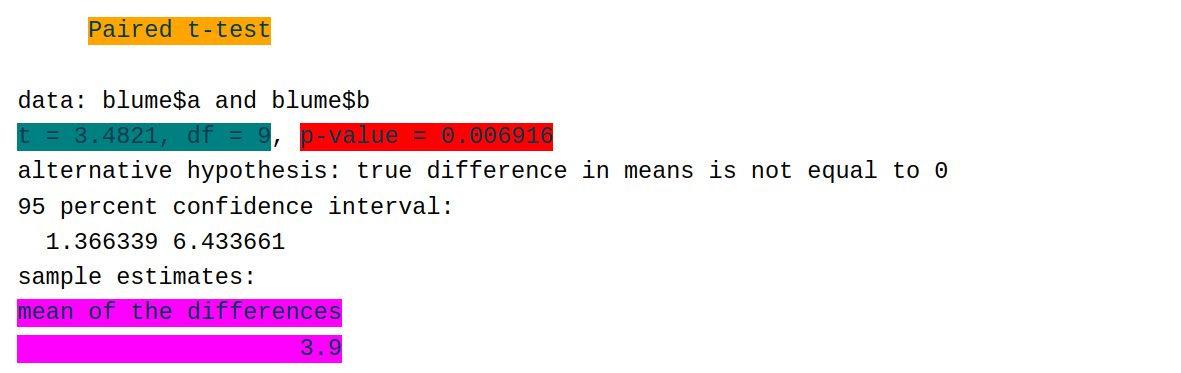 Paired t-test
data: blume$a and blume$b
t = 3.4821, df = 9, p-value = 0.006916
alternative hypothesis: true difference in means is not equal to 0
95 percent confidence interval:
1.366339 6.433661
sample estimates:
mean of the differences
3.9